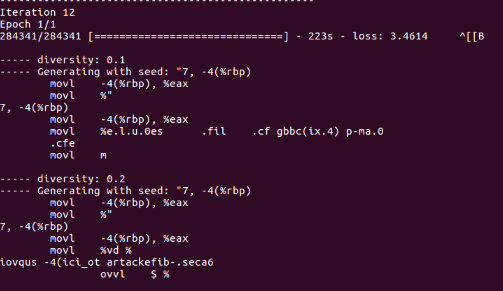 --------------------------------------------------
Iteration 12
Epoch 1/1
284341/284341 [==============================] - 223s - loss: 3.4614     ^[[B

----- diversity: 0.1
----- Generating with seed: "7, -4(%rbp)
        movl    -4(%rbp), %eax
        movl    %"
7, -4(%rbp)
        movl    -4(%rbp), %eax
        movl    %e.l.u.0es      .fil    .cf gbbc(ix.4) p-ma.0
        .cfe
        movl    m

----- diversity: 0.2
----- Generating with seed: "7, -4(%rbp)
        movl    -4(%rbp), %eax
        movl    %"
7, -4(%rbp)
        movl    -4(%rbp), %eax
        movl    %vd %
iovqus -4(ici_ot artackefib-.seca6
                ovvl    $ %